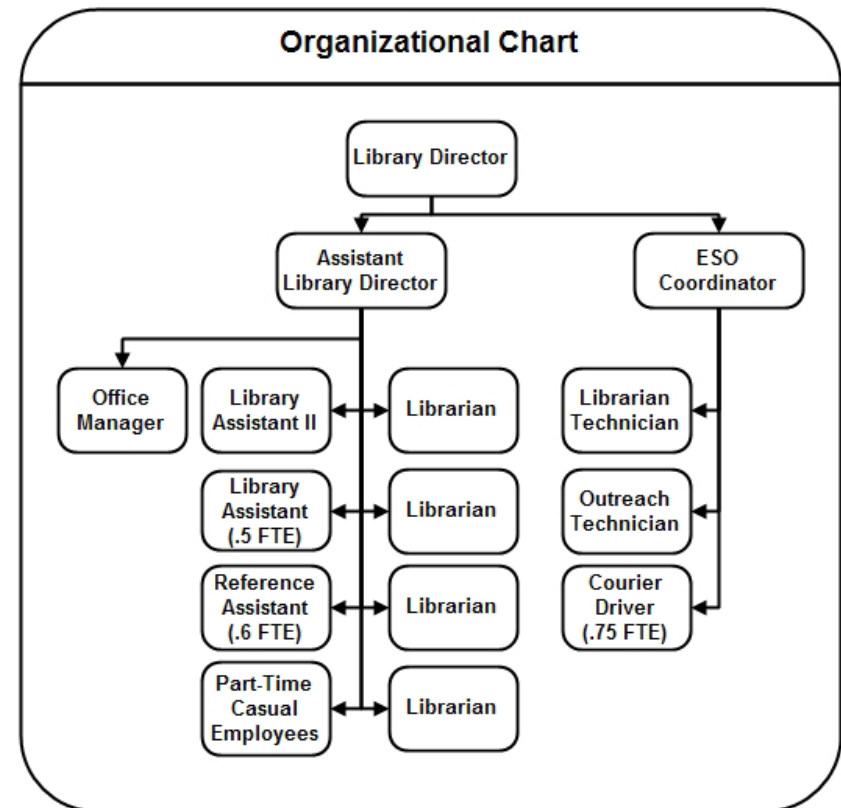 Organizational Chart
Library Director
Assistant
Library Director
ESO
Coordinator
Office
Manager
Library
Assistant II
Librarian
Librarian
Technician
Library
Assistant
(.5 FTE)
Librarian
Outreach
Technician
Reference
Assistant
(.6 FTE)
Librarian
Courier
Driver
(.75 FTE)
Part-Time
Casual
Employees
Librarian